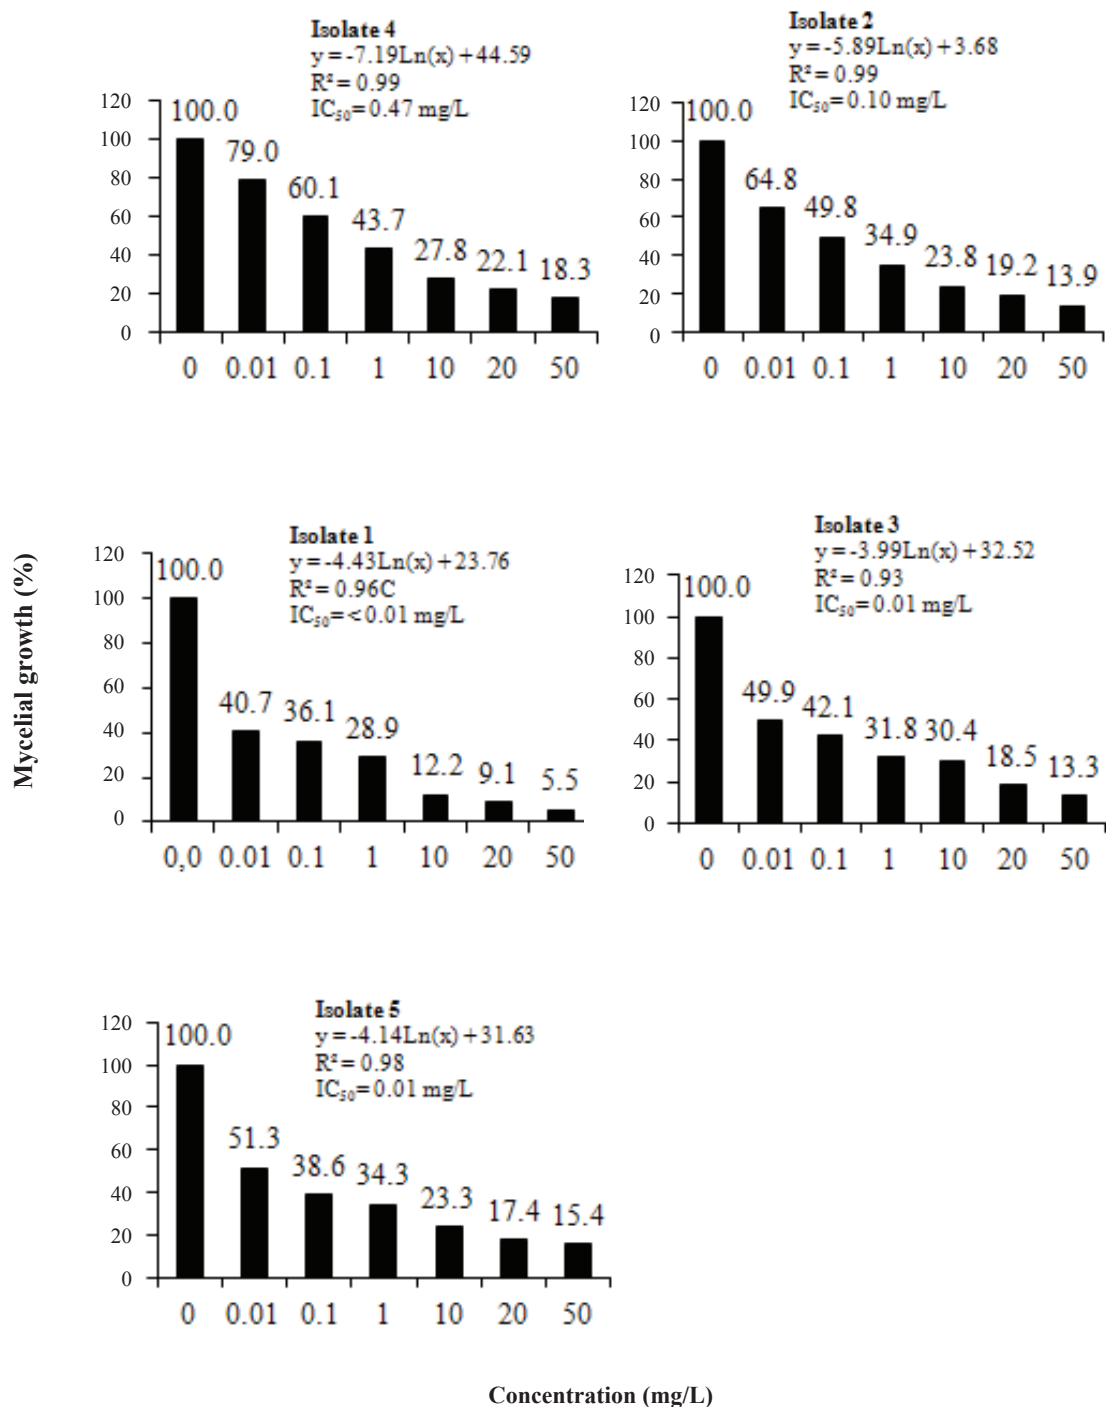 Isolate 4
y = -7.19Ln(x) + 44.59
R² = 0.99
IC₅₀= 0.47 mg/L
120
100
80
60
40
20
0
100.0
79.0
60.1
43.7
27.8
22.1
18.3
0 0.01 0.1 1 10 20 50
Isolate 2
y = -5.89Ln(x) + 3.68
R² = 0.99
IC₅₀= 0.10 mg/L
120
100
80
60
40
20
0
100.0
64.8
49.8
34.9
23.8
19.2
13.9
0 0.01 0.1 1 10 20 50
Mycelial growth (%)
Isolate 1
y = -4.43Ln(x) + 23.76
R² = 0.96C
IC₅₀= < 0.01 mg/L
120
100
80
60
40
20
0
100.0
40.7
36.1
28.9
12.2
9.1
5.5
0,0 0.01 0.1 1 10 20 50
Isolate 3
y = -3.99Ln(x) + 32.52
R² = 0.93
IC₅₀= 0.01 mg/L
120
100
80
60
40
20
0
100.0
49.9
42.1
31.8
30.4
18.5
13.3
0 0.01 0.1 1 10 20 50
Isolate 5
y = -4.14Ln(x) + 31.63
R² = 0.98
IC₅₀= 0.01 mg/L
120
100
80
60
40
20
0
100.0
51.3
38.6
34.3
23.3
17.4
15.4
0 0.01 0.1 1 10 20 50
Concentration (mg/L)